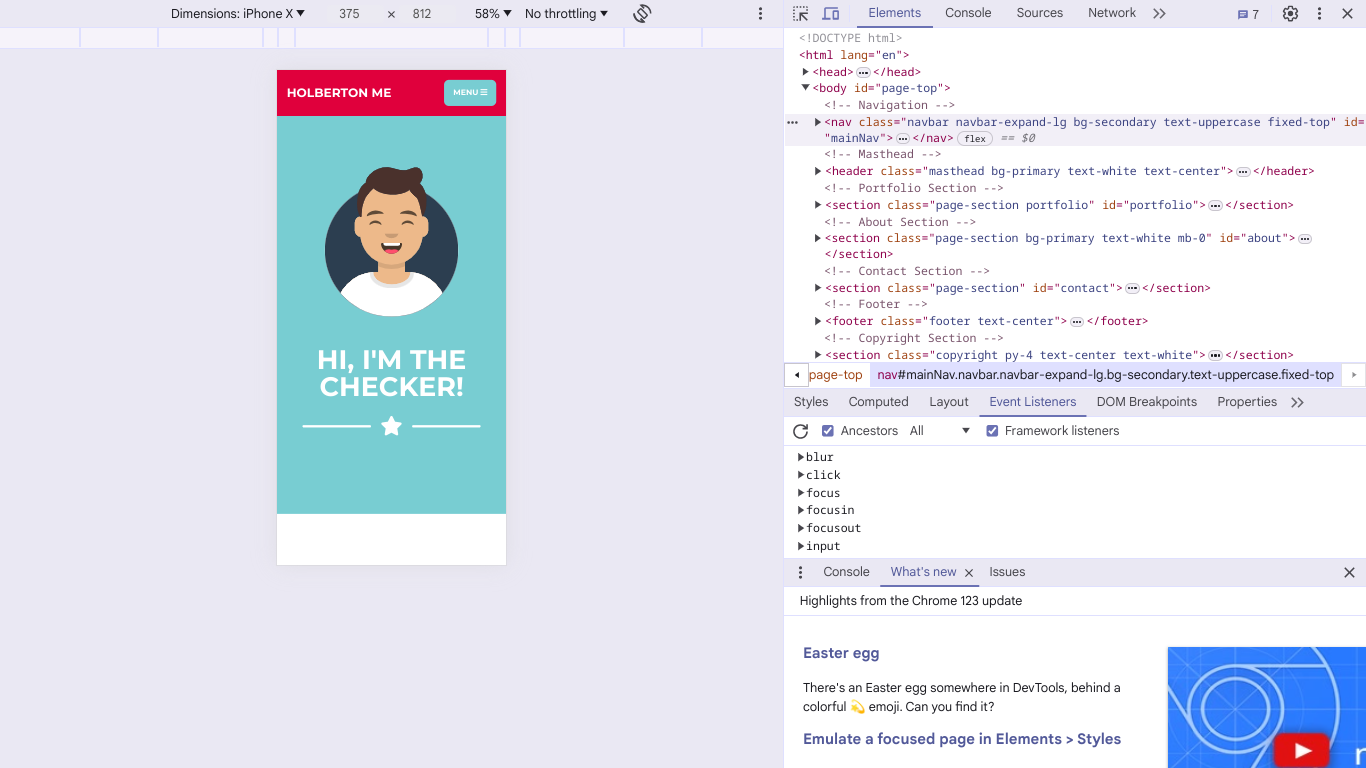 Dimensions: iPhone X 375 × 812 58% No throttling
HOLBERTON ME
MENU
HI, I'M THE
CHECKER!
Elements Console Sources Network 7
<!DOCTYPE html>
<html lang="en">
<head> </head>
<body id="page-top">
<!-- Navigation -->
<nav class="navbar navbar-expand-lg bg-secondary text-uppercase fixed-top" id=
"mainNav"> </nav> flex == $0
<!-- Masthead -->
<header class="masthead bg-primary text-white text-center"> </header>
<!-- Portfolio Section -->
<section class="page-section portfolio" id="portfolio"> </section>
<!-- About Section -->
<section class="page-section bg-primary text-white mb-0" id="about">
</section>
<!-- Contact Section -->
<section class="page-section" id="contact"> </section>
<!-- Footer -->
<footer class="footer text-center"> </footer>
<!-- Copyright Section -->
<section class="copyright py-4 text-center text-white"> </section>
page-top nav#mainNav.navbar.navbar-expand-lg.bg-secondary.text-uppercase.fixed-top
Styles Computed Layout Event Listeners DOM Breakpoints Properties
Ancestors All Framework listeners
blur
click
focus
focusin
focusout
input
Console What's new Issues
Highlights from the Chrome 123 update
Easter egg
There's an Easter egg somewhere in DevTools, behind a
colorful 💫 emoji. Can you find it?
Emulate a focused page in Elements > Styles